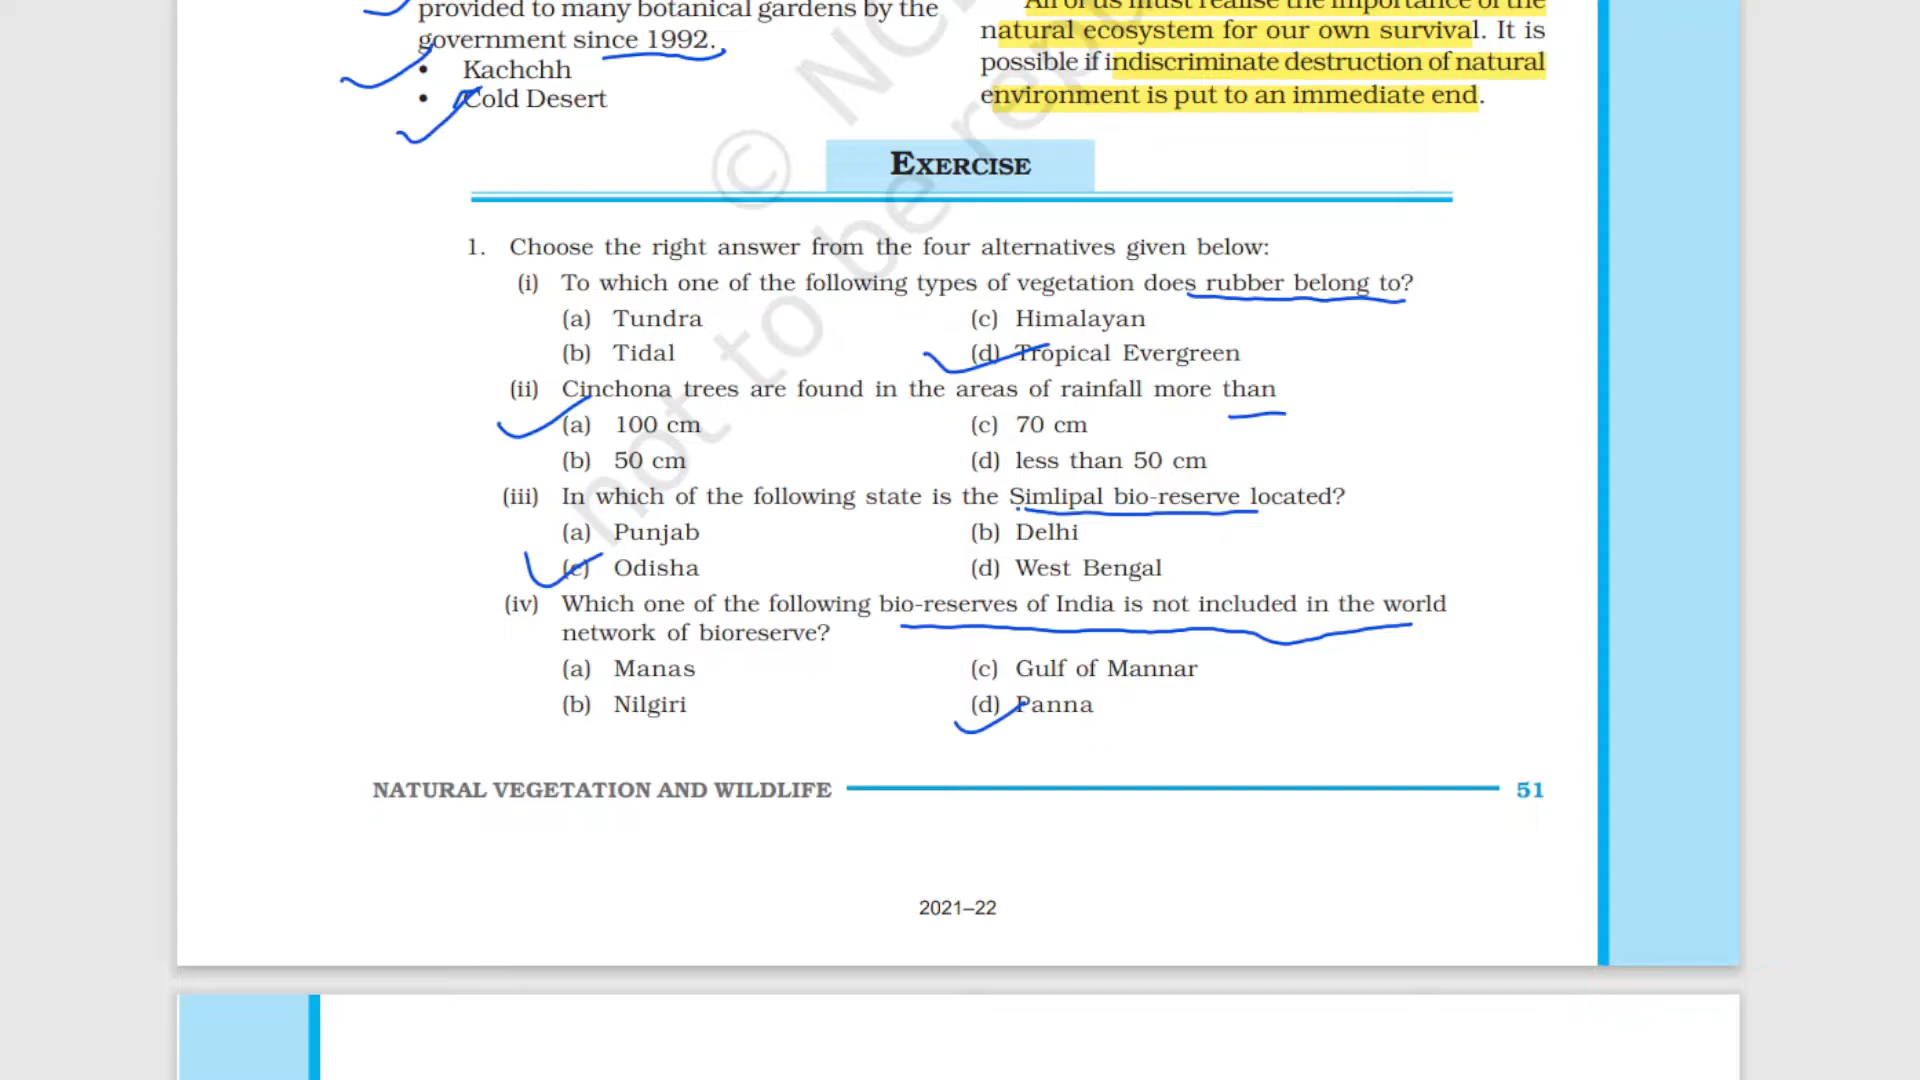 provided to many botanical gardens by the
government since 1992.
• Kachchh
• Cold Desert
All of us must realise the importance of the
natural ecosystem for our own survival. It is
possible if indiscriminate destruction of natural
environment is put to an immediate end.
© NC
not to be rep
EXERCISE
1. Choose the right answer from the four alternatives given below:
(i) To which one of the following types of vegetation does rubber belong to?
(a) Tundra (c) Himalayan
(b) Tidal (d) Tropical Evergreen
(ii) Cinchona trees are found in the areas of rainfall more than
(a) 100 cm (c) 70 cm
(b) 50 cm (d) less than 50 cm
(iii) In which of the following state is the Simlipal bio-reserve located?
(a) Punjab (b) Delhi
(c) Odisha (d) West Bengal
(iv) Which one of the following bio-reserves of India is not included in the world
network of bioreserve?
(a) Manas (c) Gulf of Mannar
(b) Nilgiri (d) Panna
NATURAL VEGETATION AND WILDLIFE 51
2021–22